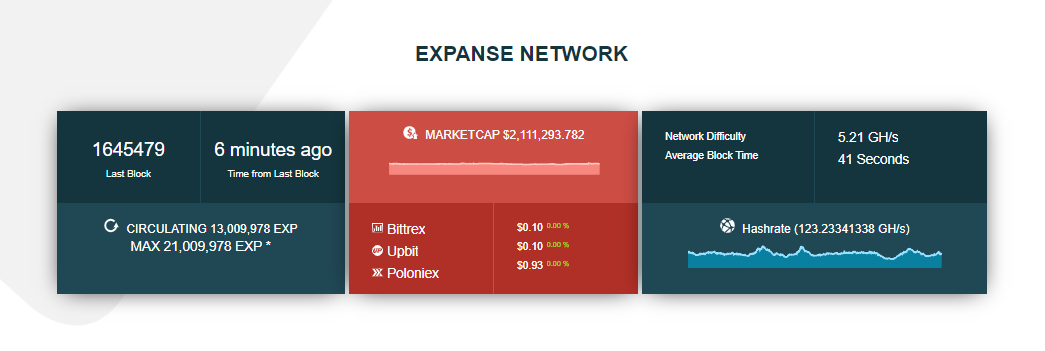 EXPANSE NETWORK
1645479
Last Block
6 minutes ago
Time from Last Block
CIRCULATING 13,009,978 EXP
MAX 21,009,978 EXP *
MARKETCAP $2,111,293.782
Bittrex $0.10 0.00 %
Upbit $0.10 0.00 %
Poloniex $0.93 0.00 %
Network Difficulty 5.21 GH/s
Average Block Time 41 Seconds
Hashrate (123.23341338 GH/s)